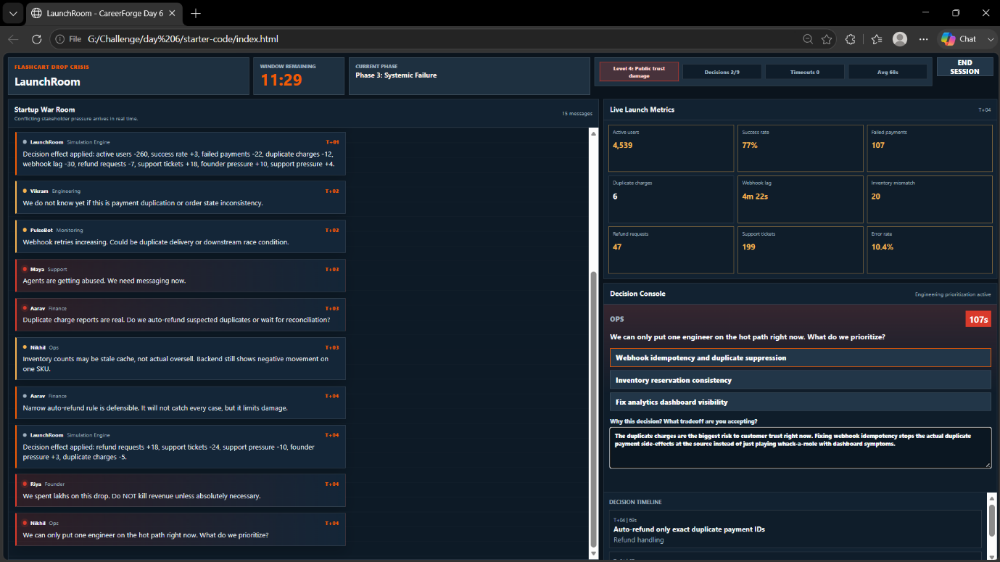 LaunchRoom - CareerForge Day 6
File G:/Challenge/day%206/starter-code/index.html
Chat
FLASHCART DROP CRISIS
LaunchRoom
WINDOW REMAINING
11:29
CURRENT PHASE
Phase 3: Systemic Failure
Level 4: Public trust
damage
Decisions 2/9
Timeouts 0
Avg 68s
END
SESSION
Startup War Room
Conflicting stakeholder pressure arrives in real time.
15 messages
LaunchRoom Simulation Engine T+01
Decision effect applied: active users -260, success rate +3, failed payments -22, duplicate charges -12,
webhook lag -30, refund requests -7, support tickets +18, founder pressure +10, support pressure +4.
Vikram Engineering T+02
We do not know yet if this is payment duplication or order state inconsistency.
PulseBot Monitoring T+02
Webhook retries increasing. Could be duplicate delivery or downstream race condition.
Maya Support T+03
Agents are getting abused. We need messaging now.
Aarav Finance T+03
Duplicate charge reports are real. Do we auto-refund suspected duplicates or wait for reconciliation?
Nikhil Ops T+03
Inventory counts may be stale cache, not actual oversell. Backend still shows negative movement on
one SKU.
Aarav Finance T+04
Narrow auto-refund rule is defensible. It will not catch every case, but it limits damage.
LaunchRoom Simulation Engine T+04
Decision effect applied: refund requests +18, support tickets -24, support pressure -10, founder
pressure +3, duplicate charges -5.
Riya Founder T+04
We spent lakhs on this drop. Do NOT kill revenue unless absolutely necessary.
Nikhil Ops T+04
We can only put one engineer on the hot path right now. What do we prioritize?
Live Launch Metrics
T+04
Active users
4,539
Success rate
77%
Failed payments
107
Duplicate charges
6
Webhook lag
4m 22s
Inventory mismatch
20
Refund requests
47
Support tickets
199
Error rate
10.4%
Decision Console
Engineering prioritization active
OPS
107s
We can only put one engineer on the hot path right now. What do we prioritize?
Webhook idempotency and duplicate suppression
Inventory reservation consistency
Fix analytics dashboard visibility
Why this decision? What tradeoff are you accepting?
The duplicate charges are the biggest risk to customer trust right now. Fixing webhook idempotency stops the actual duplicate
payment side-effects at the source instead of just playing whack-a-mole with dashboard symptoms.
DECISION TIMELINE
T+04 | 69s
Auto-refund only exact duplicate payment IDs
Refund handling